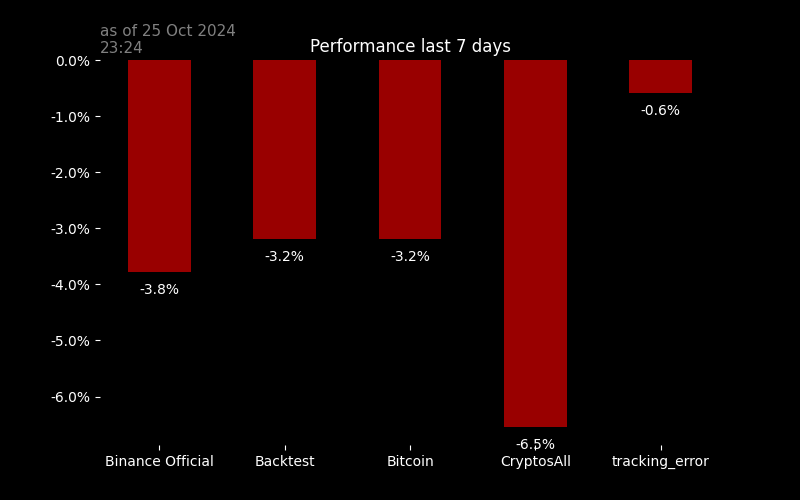 as of 25 Oct 2024
23:24
Performance last 7 days
0.0%
-1.0%
-2.0%
-3.0%
-4.0%
-5.0%
-6.0%
-3.8%
-3.2%
-3.2%
-6.5%
-0.6%
Binance Official
Backtest
Bitcoin
CryptosAll
tracking_error